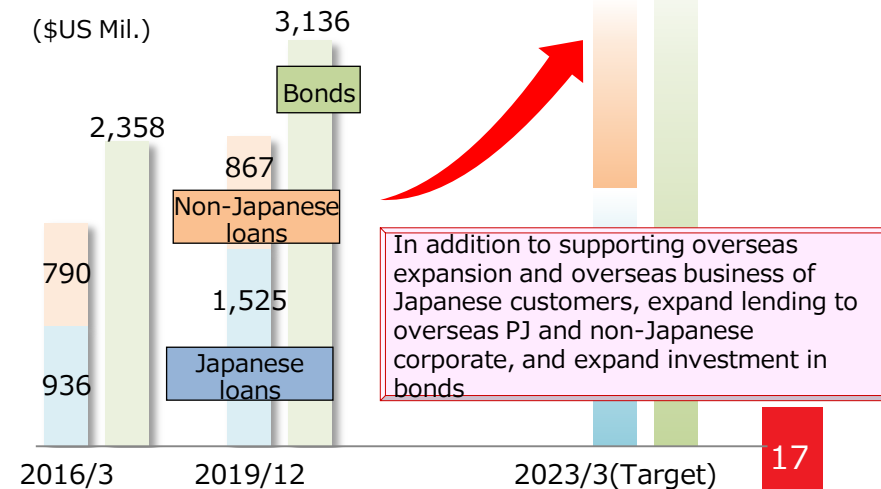 ($US Mil.)
3,136
Bonds
2,358
867
Non-Japanese
loans
790
1,525
Japanese
loans
936
In addition to supporting overseas
expansion and overseas business of
Japanese customers, expand lending to
overseas PJ and non-Japanese
corporate, and expand investment in
bonds
2016/3
2019/12
2023/3(Target)
17